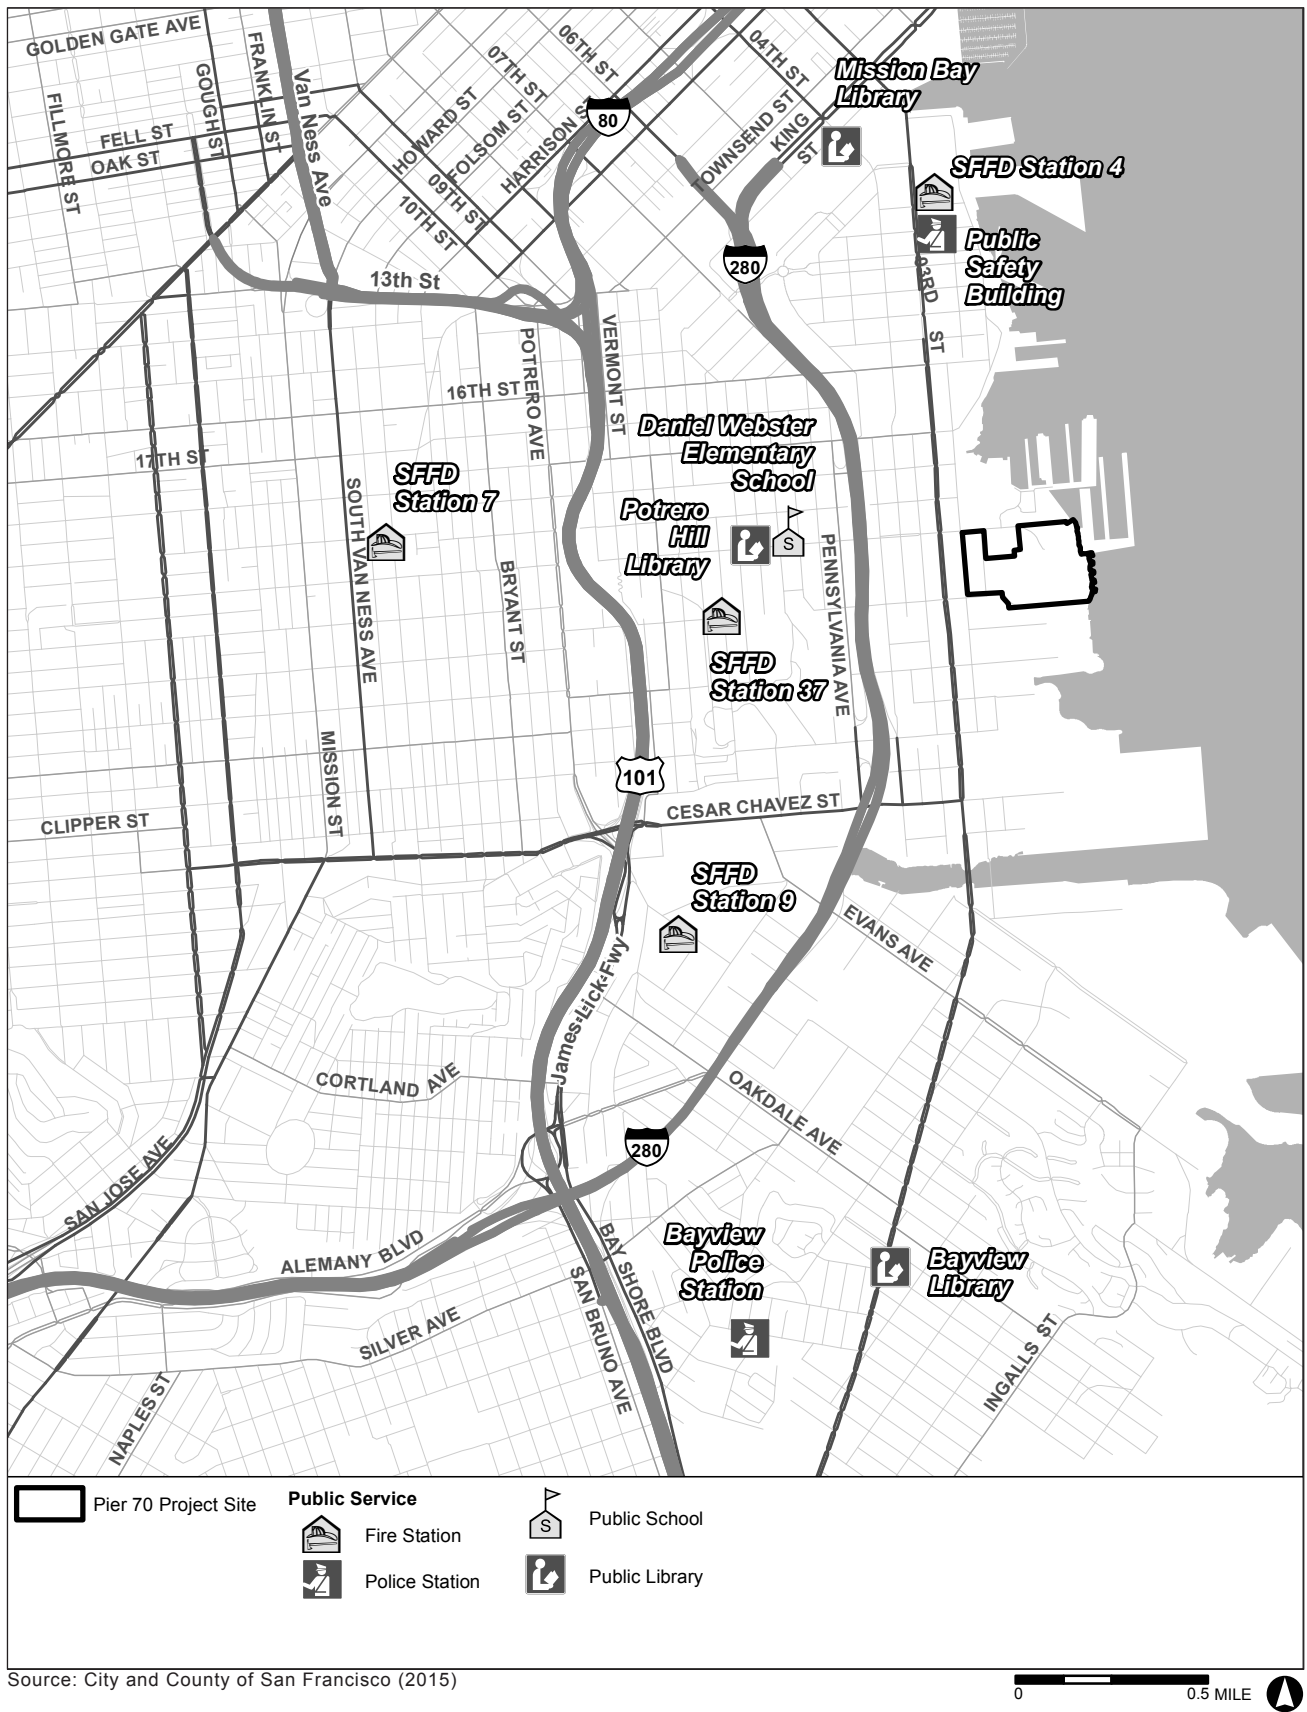 GOLDEN GATE AVE
FRANKLIN ST
GOUGH ST
Van Ness Ave
FILLMORE ST
FELL ST
OAK ST
06TH ST
07TH ST
04TH ST
HOWARD ST
FOLSOM ST
HARRISON S
09TH ST
10TH ST
80
TOWNSEND ST
KING
ST
Mission Bay
Library
SFFD Station 4
Public
Safety
Building
03RD
ST
280
13th St
VERMONT ST
POTRERO AVE
16TH ST
17TH ST
SFFD
Station 7
SOUTH VAN NESS AVE
BRYANT ST
Daniel Webster
Elementary
School
Potrero
Hill
Library
S
PENNSYLVANIA AVE
SFFD
Station 37
MISSION ST
101
CESAR CHAVEZ ST
CLIPPER ST
SFFD
Station 9
EVANS AVE
James Lick Fwy
CORTLAND AVE
OAKDALE AVE
280
SAN JOSE AVE
ALEMANY BLVD
BAY SHORE BLVD
SAN BRUNO AVE
Bayview
Police
Station
Bayview
Library
SILVER AVE
NAPLES ST
INGALLS ST
Pier 70 Project Site
Public Service
Fire Station
Police Station
S
Public School
Public Library
Source: City and County of San Francisco (2015)
0
0.5 MILE